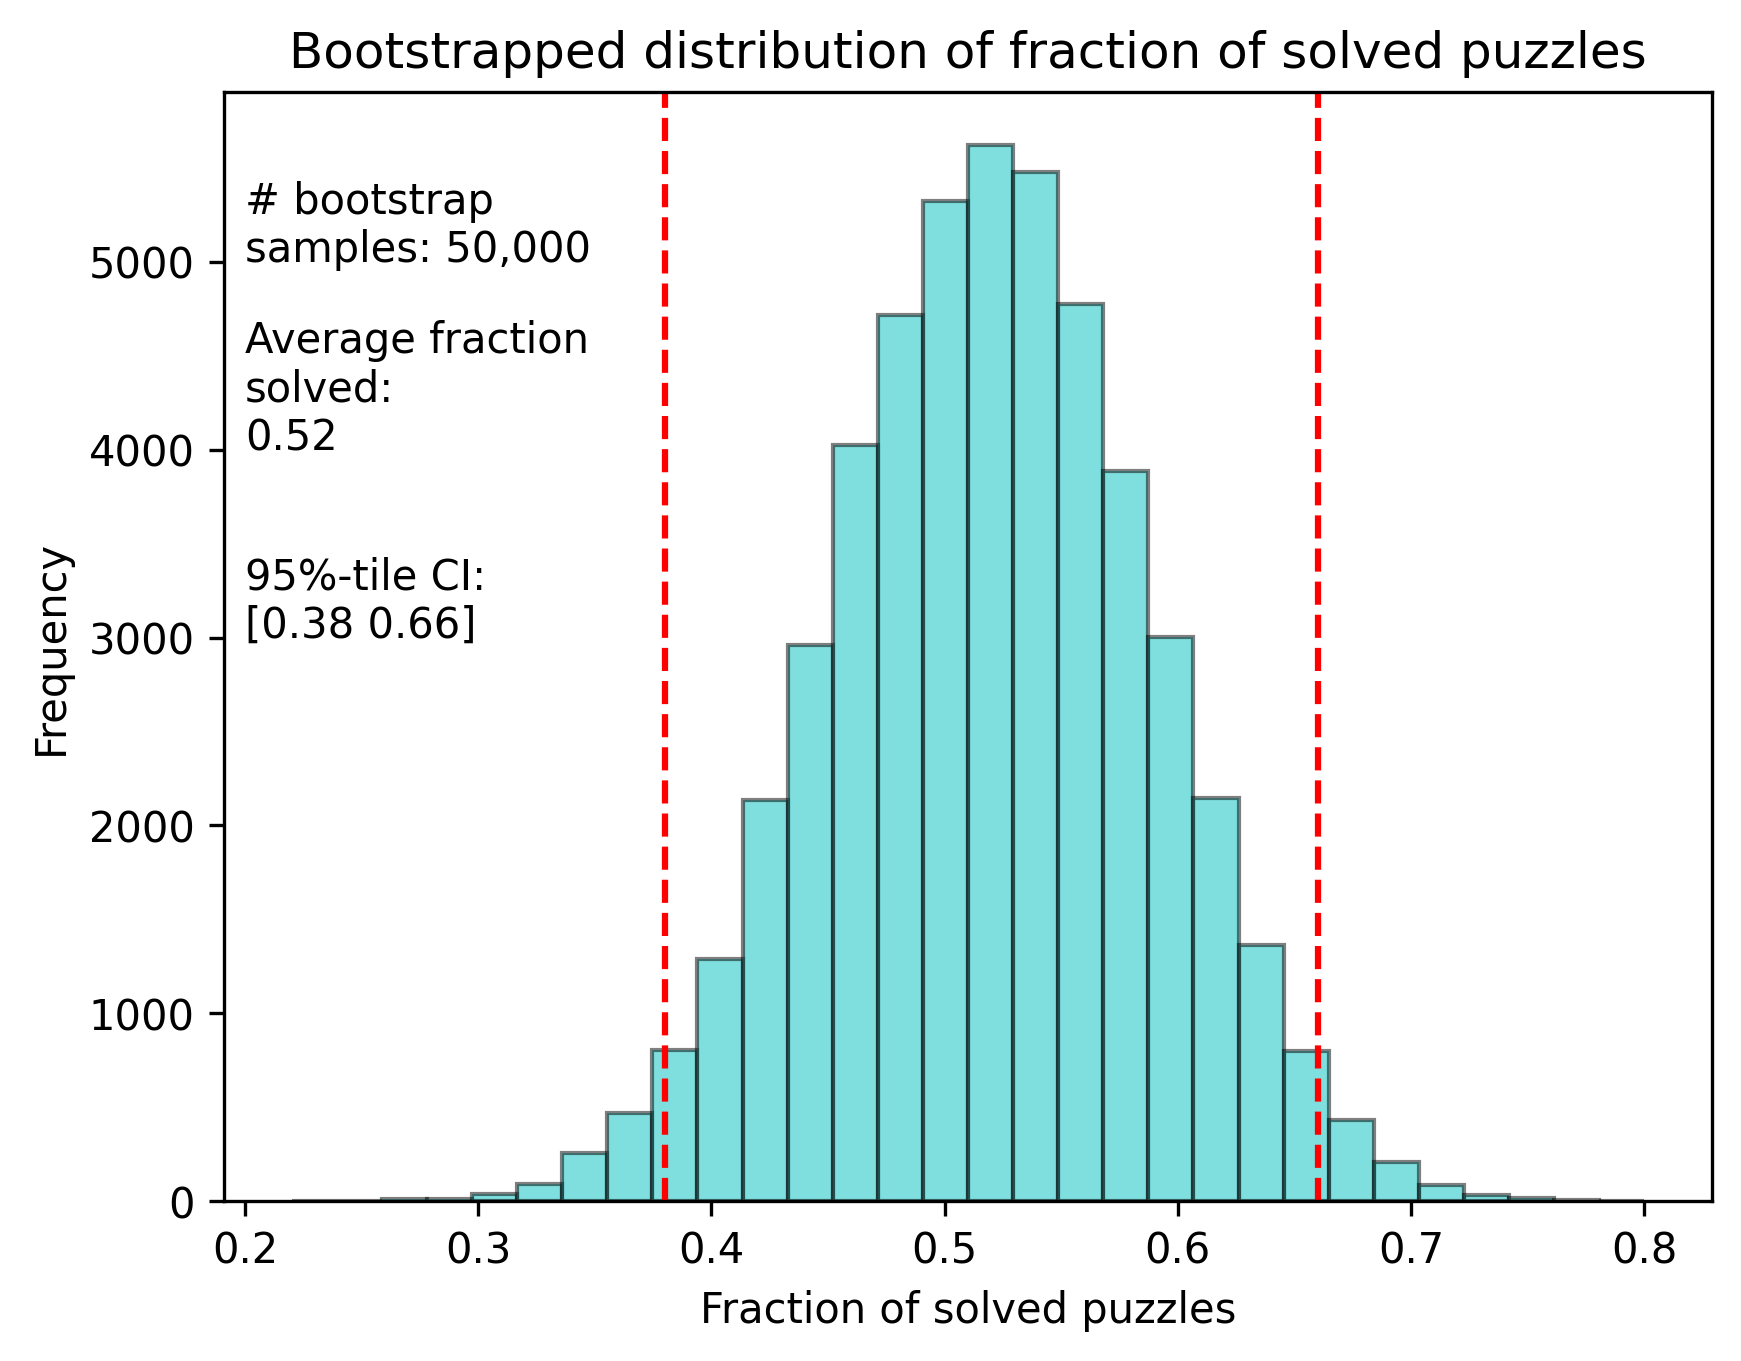 Bootstrapped distribution of fraction of solved puzzles
# bootstrap
samples: 50,000
Average fraction
solved:
0.52
95%-tile CI:
[0.38 0.66]
Frequency
5000
4000
3000
2000
1000
0
0.2 0.3 0.4 0.5 0.6 0.7 0.8
Fraction of solved puzzles